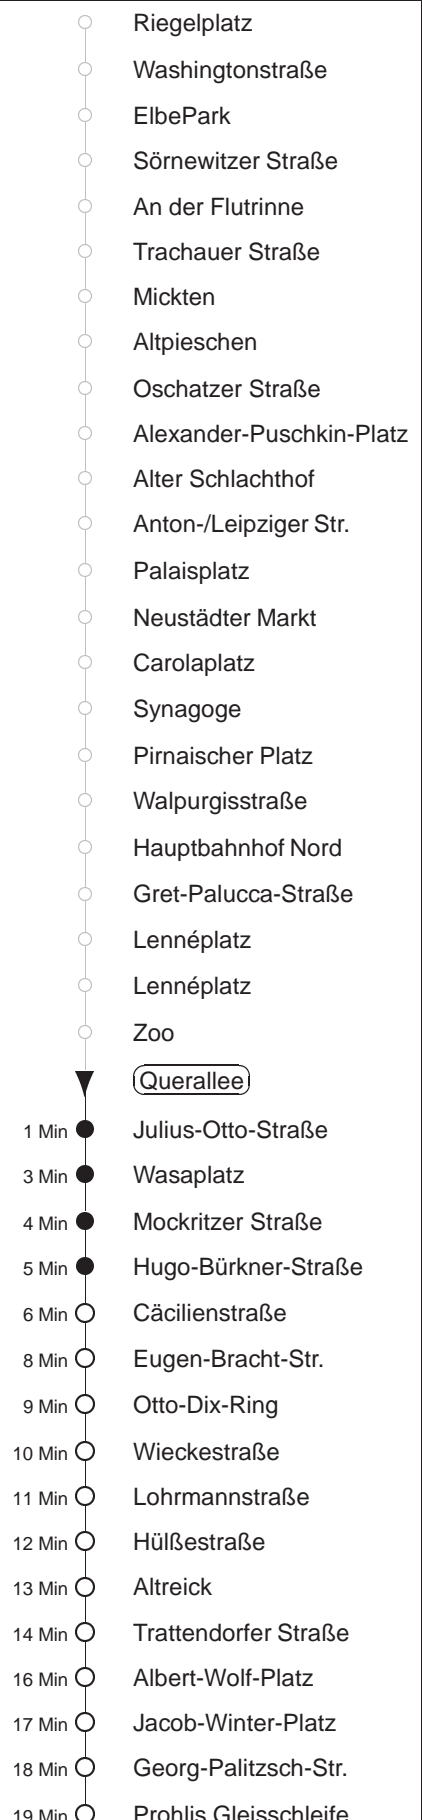 Riegelplatz
Washingtonstraße
ElbePark
Sörnewitzer Straße
An der Flutrinne
Trachauer Straße
Mickten
Altpieschen
Oschatzer Straße
Alexander-Puschkin-Platz
Alter Schlachthof
Anton-/Leipziger Str.
Palaisplatz
Neustädter Markt
Carolaplatz
Synagoge
Pirnaischer Platz
Walpurgisstraße
Hauptbahnhof Nord
Gret-Palucca-Straße
Lennéplatz
Lennéplatz
Zoo
Querallee
1 Min Julius-Otto-Straße
3 Min Wasaplatz
4 Min Mockritzer Straße
5 Min Hugo-Bürkner-Straße
6 Min Cäcilienstraße
8 Min Eugen-Bracht-Str.
9 Min Otto-Dix-Ring
10 Min Wieckestraße
11 Min Lohrmannstraße
12 Min Hülßestraße
13 Min Altreick
14 Min Trattendorfer Straße
16 Min Albert-Wolf-Platz
17 Min Jacob-Winter-Platz
18 Min Georg-Palitzsch-Str.
19 Min Prohlis Gleisschleife